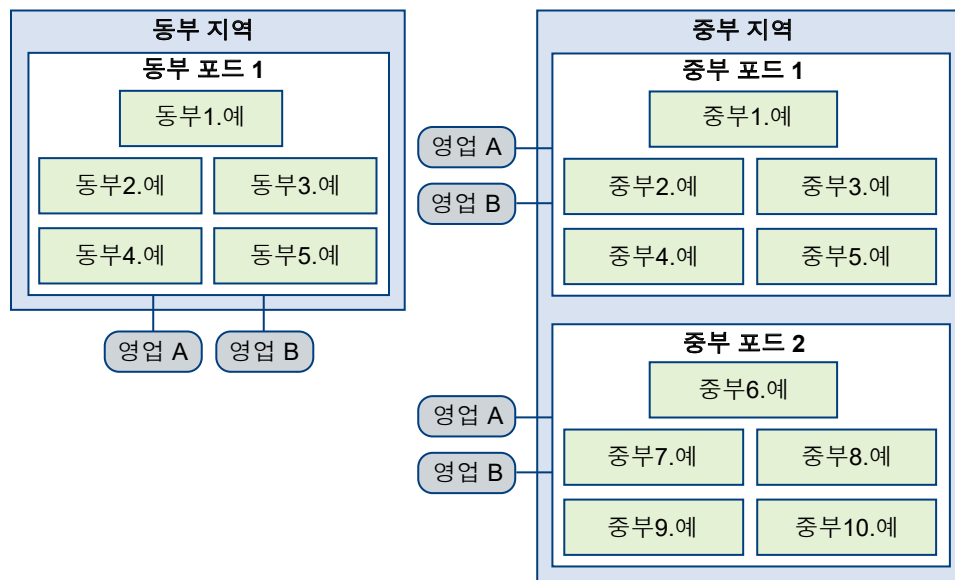 동부 지역
동부 포드 1
동부1.예
동부2.예
동부3.예
동부4.예
동부5.예
영업 A
영업 B
중부 지역
중부 포드 1
중부1.예
영업 A
중부2.예
중부3.예
영업 B
중부4.예
중부5.예
중부 포드 2
중부6.예
영업 A
중부7.예
중부8.예
영업 B
중부9.예
중부10.예